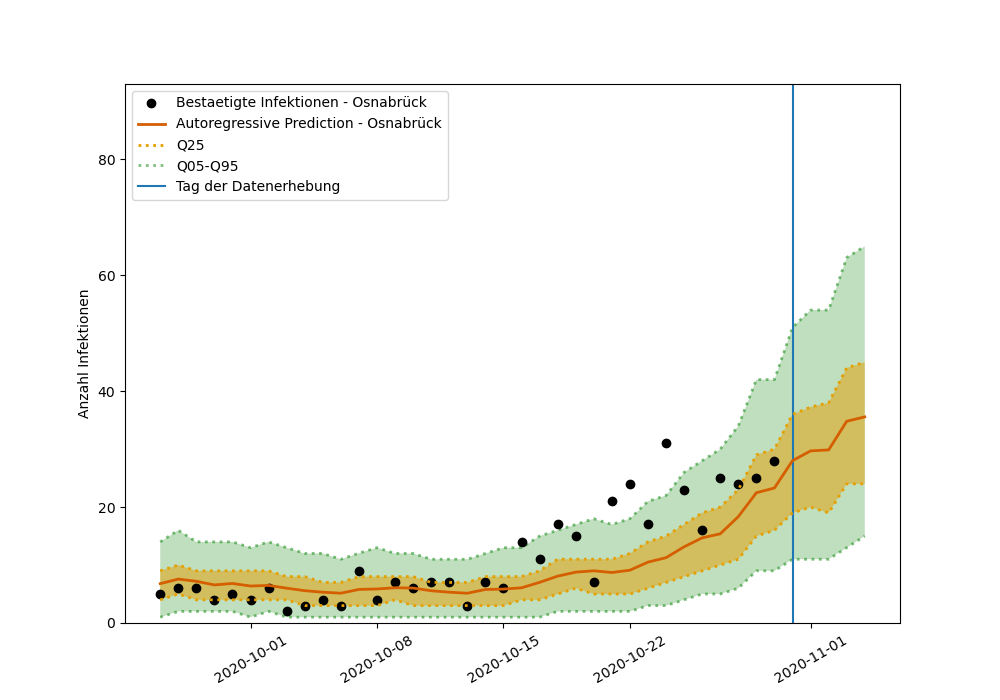 Bestaetigte Infektionen - Osnabrück
Autoregressive Prediction - Osnabrück
Q25
Q05-Q95
Tag der Datenerhebung
Anzahl Infektionen
80
60
40
20
0
2020-10-01
2020-10-08
2020-10-15
2020-10-22
2020-11-01